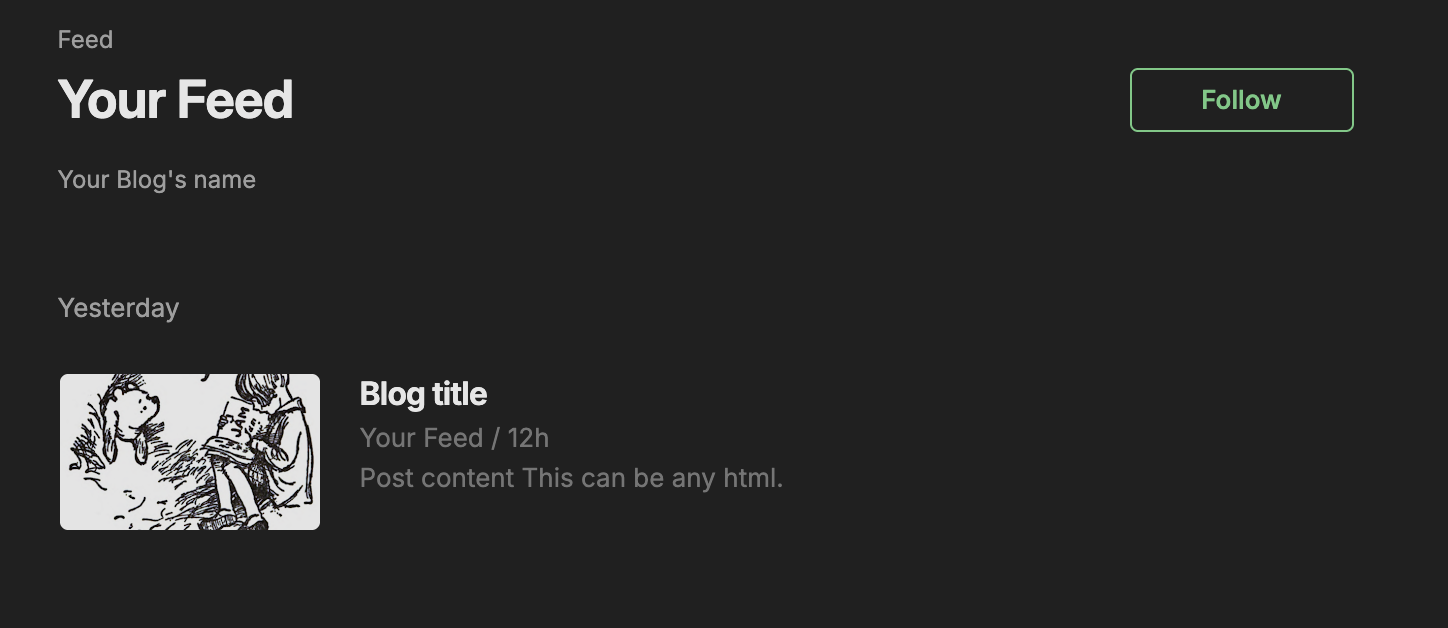 Feed
Your Feed
Follow
Your Blog's name
Yesterday
JAM
Blog title
Your Feed / 12h
Post content This can be any html.